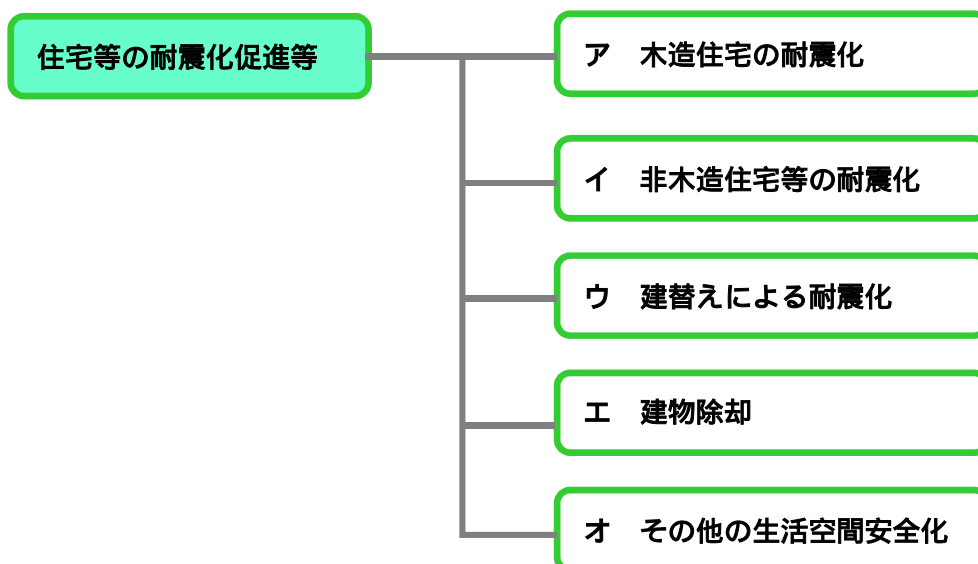 住宅等の耐震化促進等
ア　木造住宅の耐震化
イ　非木造住宅等の耐震化
ウ　建替えによる耐震化
エ　建物除却
オ　その他の生活空間安全化